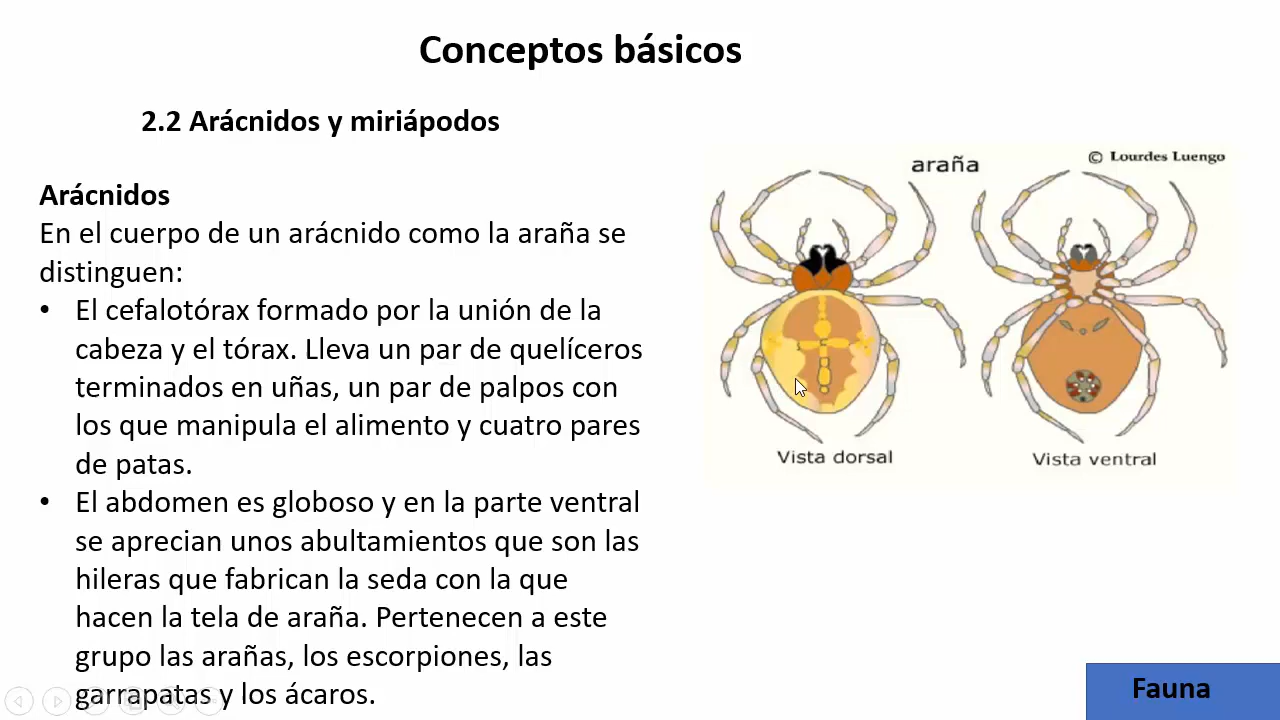 Conceptos básicos
2.2 Arácnidos y miriápodos
Arácnidos
En el cuerpo de un arácnido como la araña se
distinguen:
• El cefalotórax formado por la unión de la
cabeza y el tórax. Lleva un par de quelíceros
terminados en uñas, un par de palpos con
los que manipula el alimento y cuatro pares
de patas.
• El abdomen es globoso y en la parte ventral
se aprecian unos abultamientos que son las
hileras que fabrican la seda con la que
hacen la tela de araña. Pertenecen a este
grupo las arañas, los escorpiones, las
garrapatas y los ácaros.
araña
© Lourdes Luengo
Vista dorsal
Vista ventral
Fauna